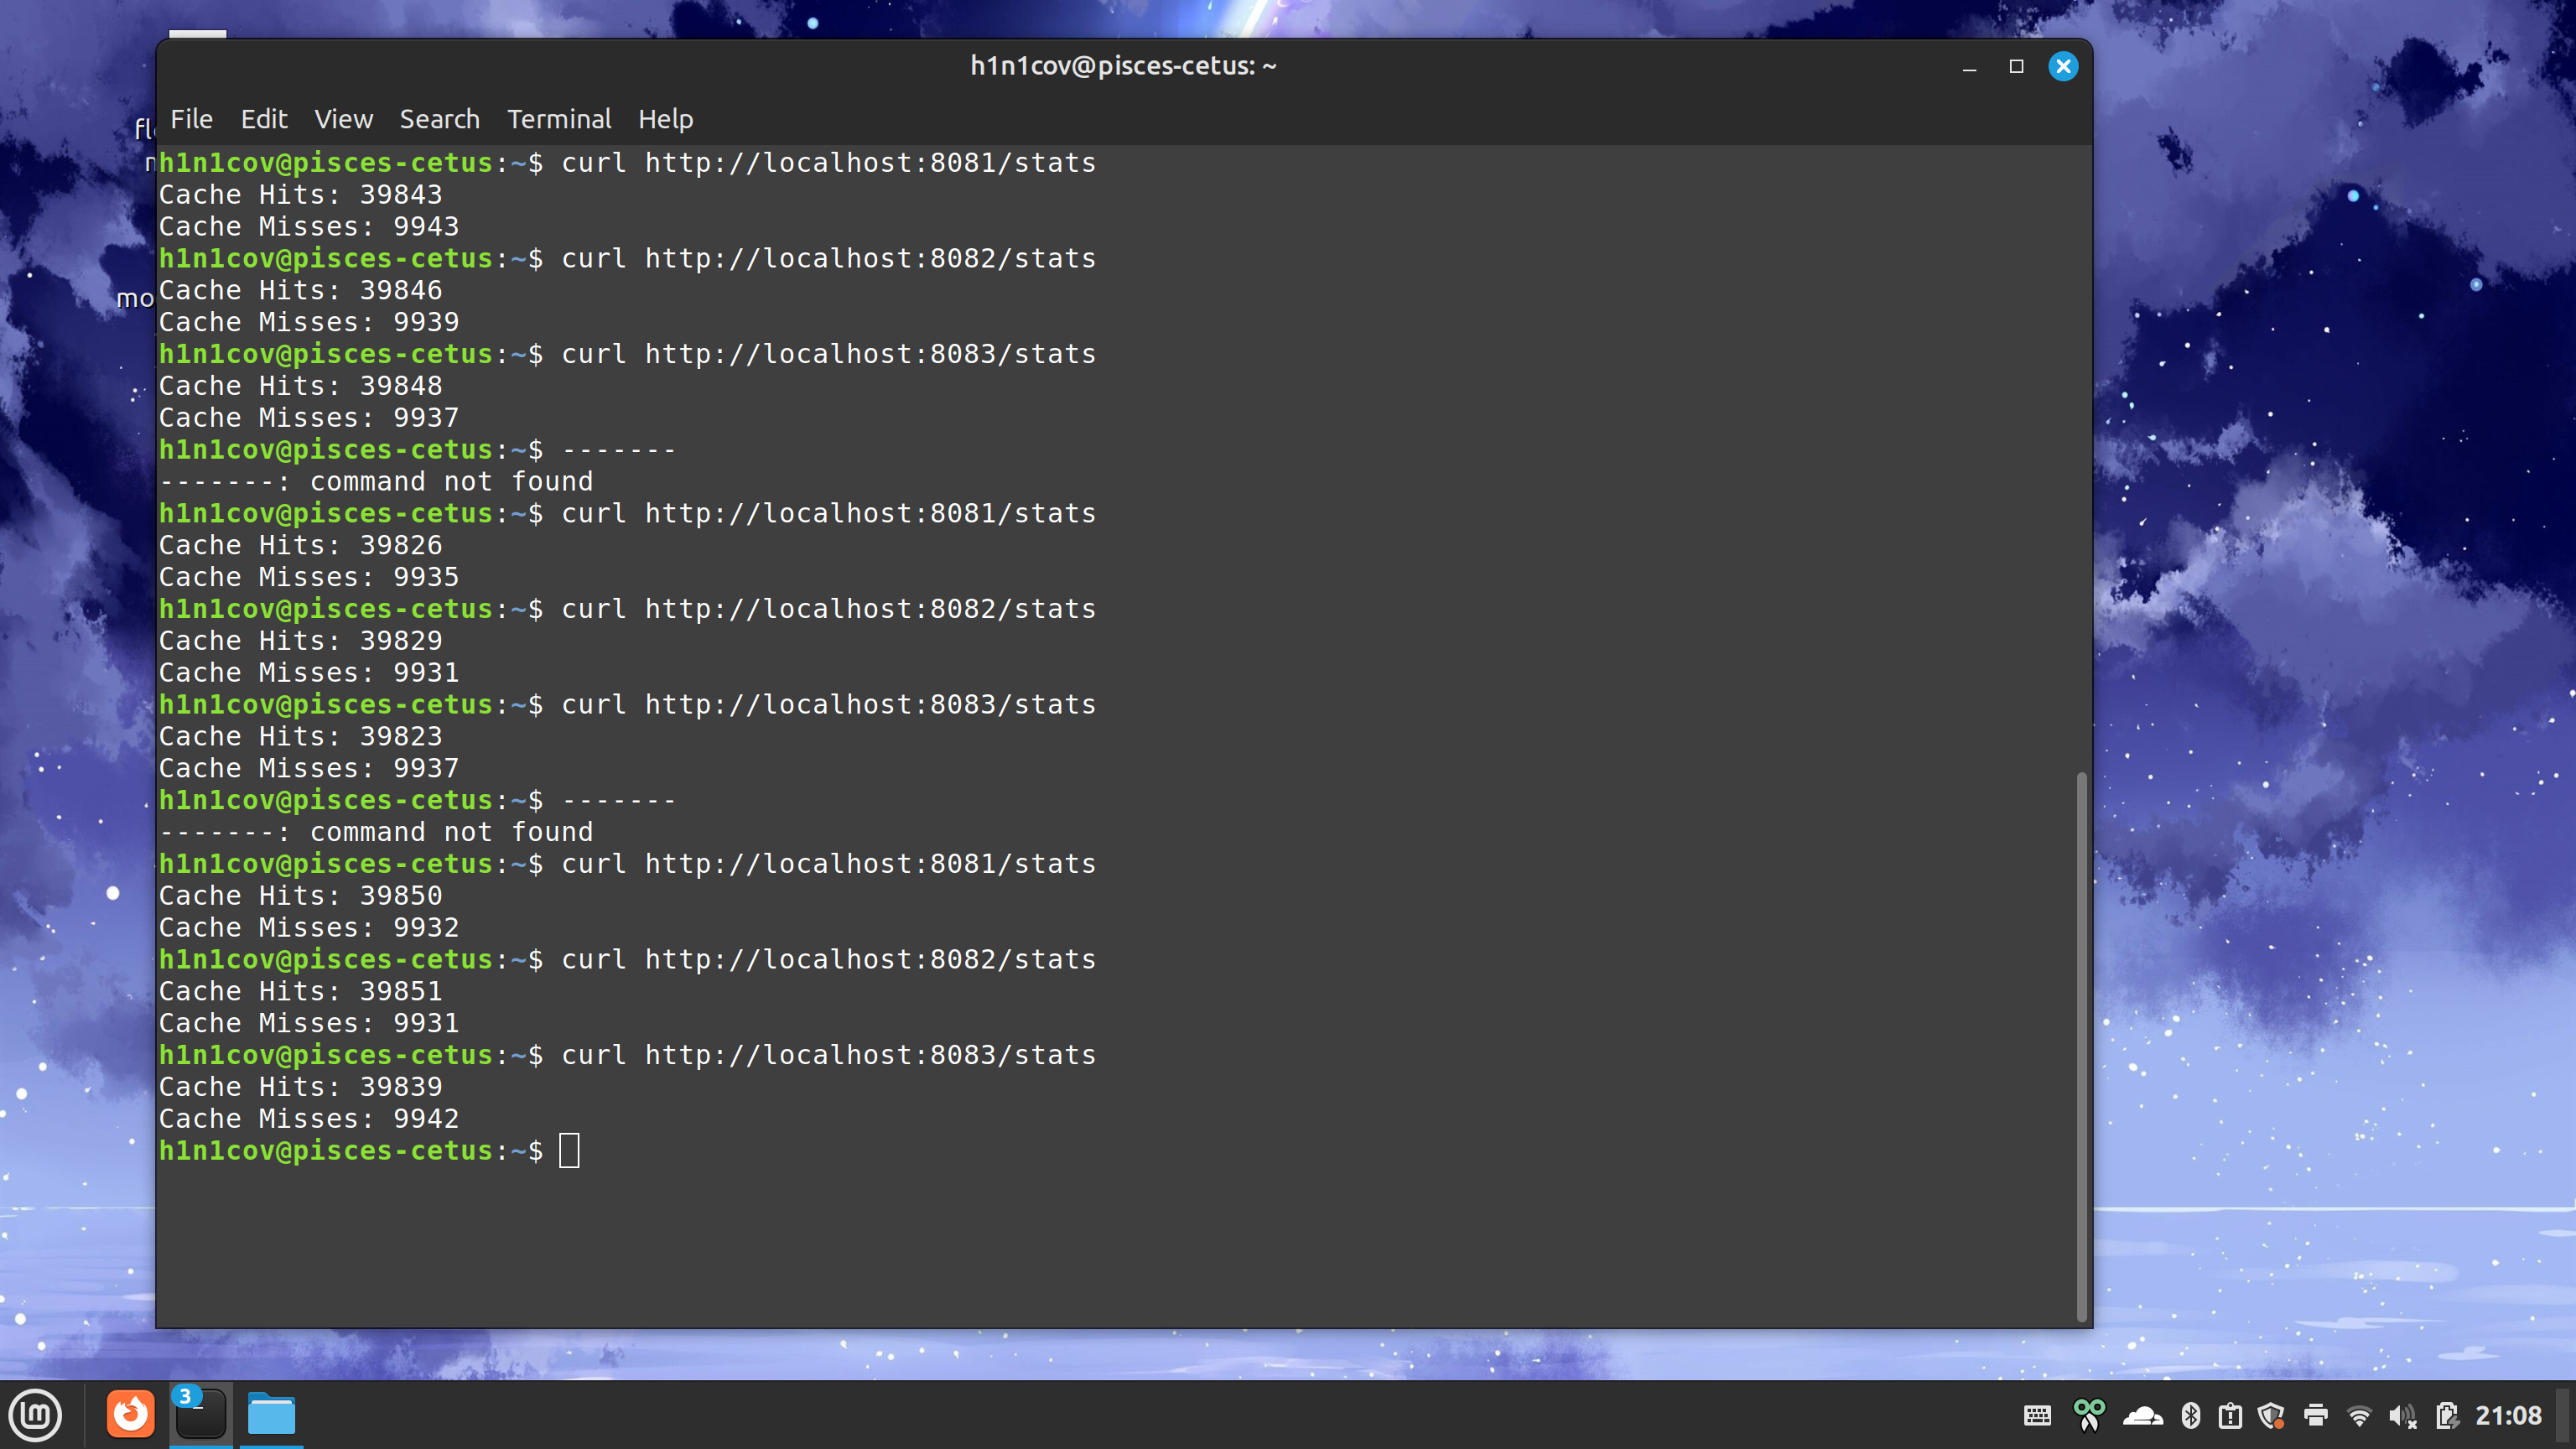 h1n1cov@pisces-cetus: ~
File Edit View Search Terminal Help
h1n1cov@pisces-cetus:~$ curl http://localhost:8081/stats
Cache Hits: 39843
Cache Misses: 9943
h1n1cov@pisces-cetus:~$ curl http://localhost:8082/stats
Cache Hits: 39846
Cache Misses: 9939
h1n1cov@pisces-cetus:~$ curl http://localhost:8083/stats
Cache Hits: 39848
Cache Misses: 9937
h1n1cov@pisces-cetus:~$ -------
-------: command not found
h1n1cov@pisces-cetus:~$ curl http://localhost:8081/stats
Cache Hits: 39826
Cache Misses: 9935
h1n1cov@pisces-cetus:~$ curl http://localhost:8082/stats
Cache Hits: 39829
Cache Misses: 9931
h1n1cov@pisces-cetus:~$ curl http://localhost:8083/stats
Cache Hits: 39823
Cache Misses: 9937
h1n1cov@pisces-cetus:~$ -------
-------: command not found
h1n1cov@pisces-cetus:~$ curl http://localhost:8081/stats
Cache Hits: 39850
Cache Misses: 9932
h1n1cov@pisces-cetus:~$ curl http://localhost:8082/stats
Cache Hits: 39851
Cache Misses: 9931
h1n1cov@pisces-cetus:~$ curl http://localhost:8083/stats
Cache Hits: 39839
Cache Misses: 9942
h1n1cov@pisces-cetus:~$
3
21:08